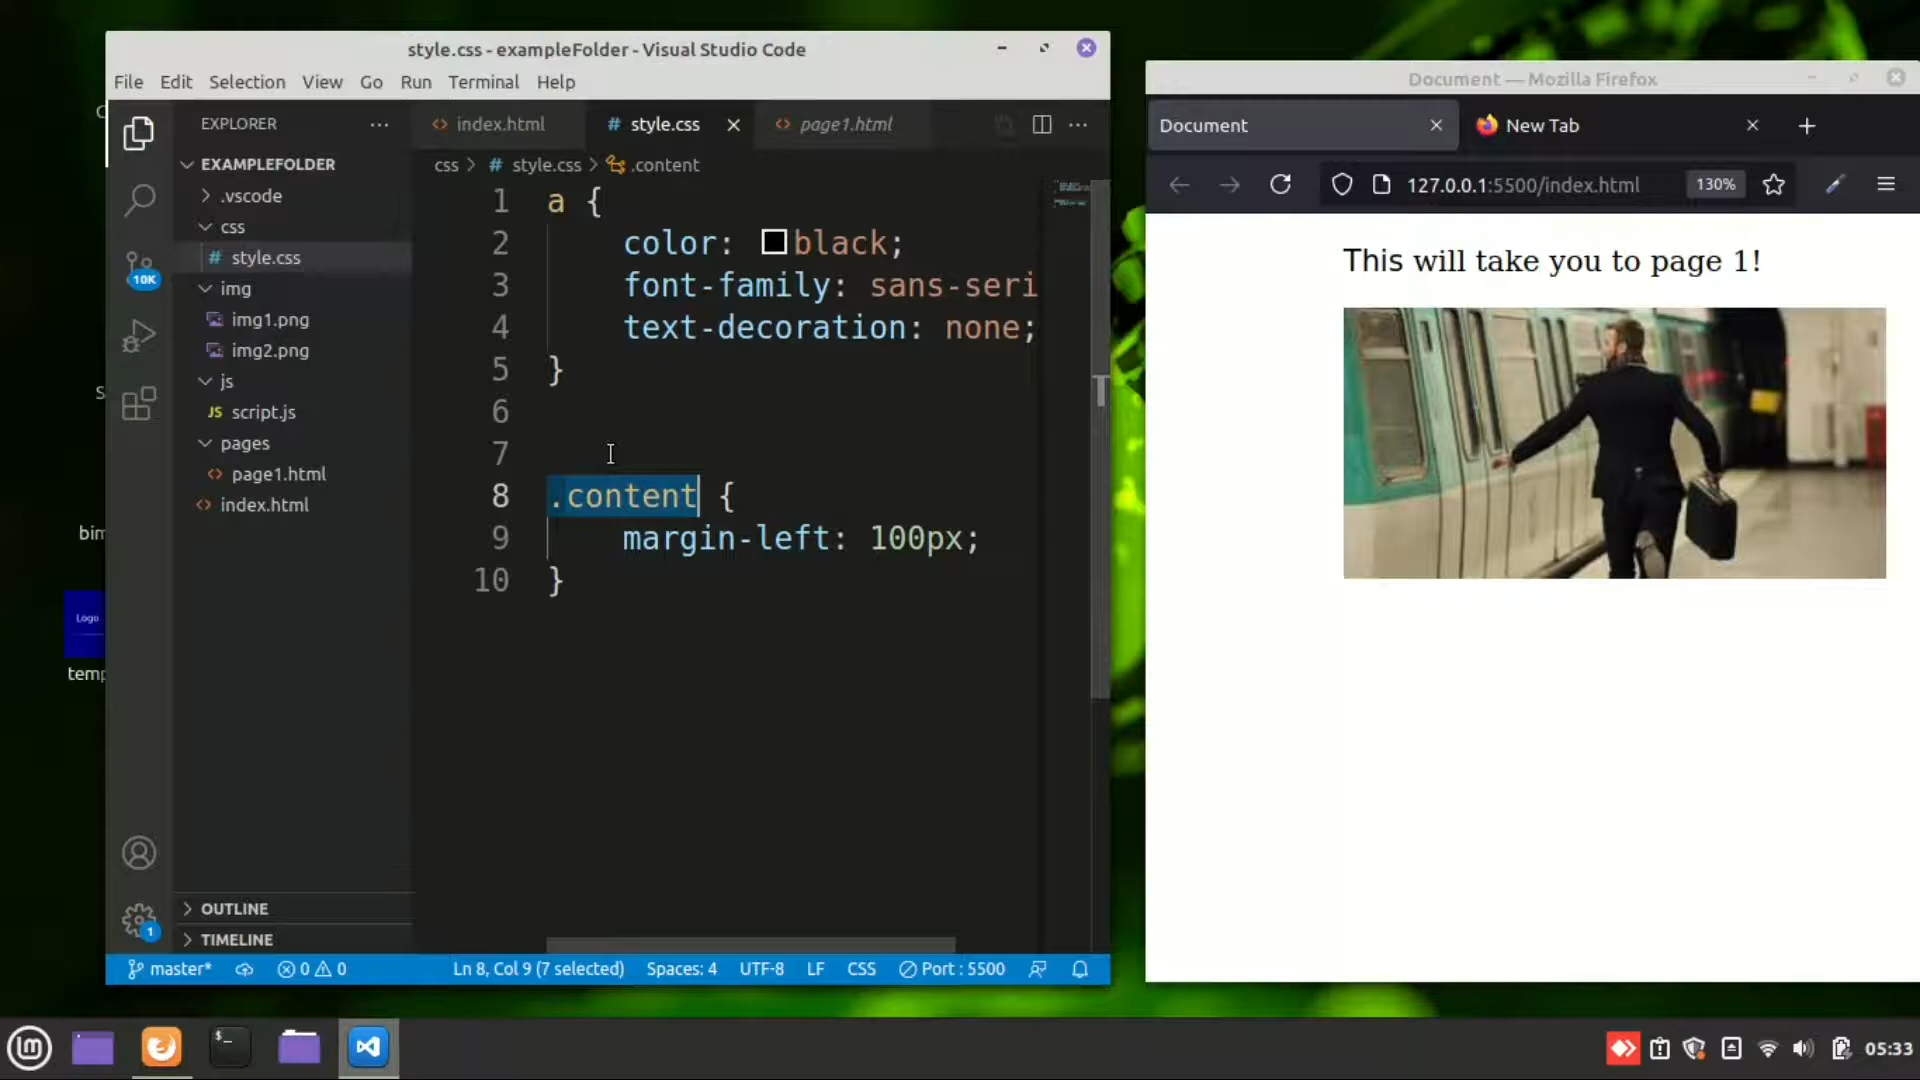 style.css - exampleFolder - Visual Studio Code
File Edit Selection View Go Run Terminal Help
EXPLORER
EXAMPLEFOLDER
.vscode
css
# style.css
img
img1.png
img2.png
js
JS script.js
pages
<> page1.html
<> index.html
OUTLINE
TIMELINE
10K
1
<> index.html
# style.css
<> page1.html
css > # style.css > .content
1 a {
2 color: black;
3 font-family: sans-seri
4 text-decoration: none;
5 }
6
7
8 .content {
9 margin-left: 100px;
10 }
master* 0 0 Ln 8, Col 9 (7 selected) Spaces: 4 UTF-8 LF CSS Port : 5500
Document — Mozilla Firefox
Document
New Tab
127.0.0.1:5500/index.html 130%
This will take you to page 1!
Logo
$_
05:33